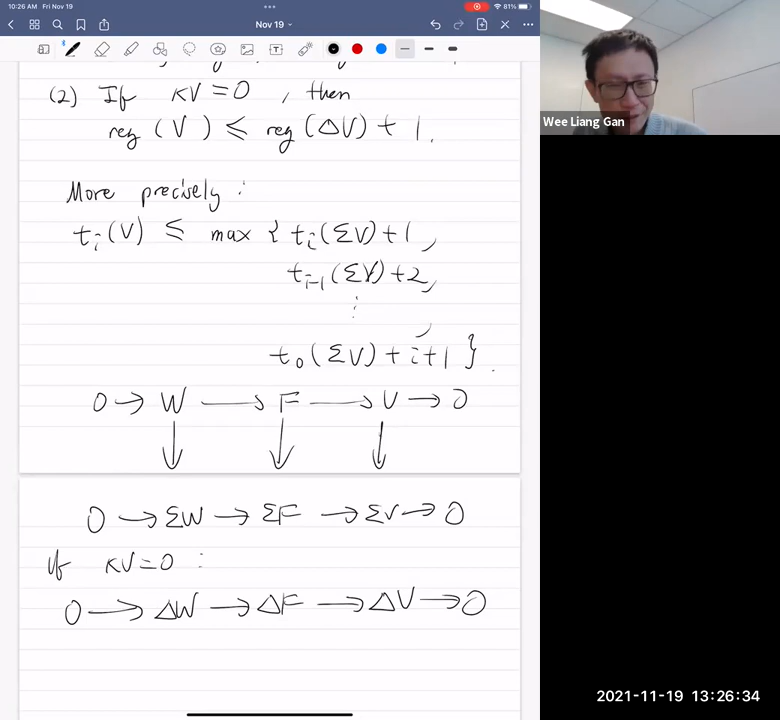 10:26 AM Fri Nov 19
81%
Nov 19
(2) If κV = 0 , then
reg (V) ≤ reg (ΔV) + 1.
More precisely :
t_i(V) ≤ max { t_i(ΣV)+1,
t_{i-1}(ΣV)+2,
⋮
,
t_0(ΣV)+i+1 }.
0 → W → F → V → 0
↓ ↓ ↓
0 → ΣW → ΣF → ΣV → 0
if κV=0 :
0 → ΔW → ΔF → ΔV → 0
Wee Liang Gan
2021-11-19 13:26:34